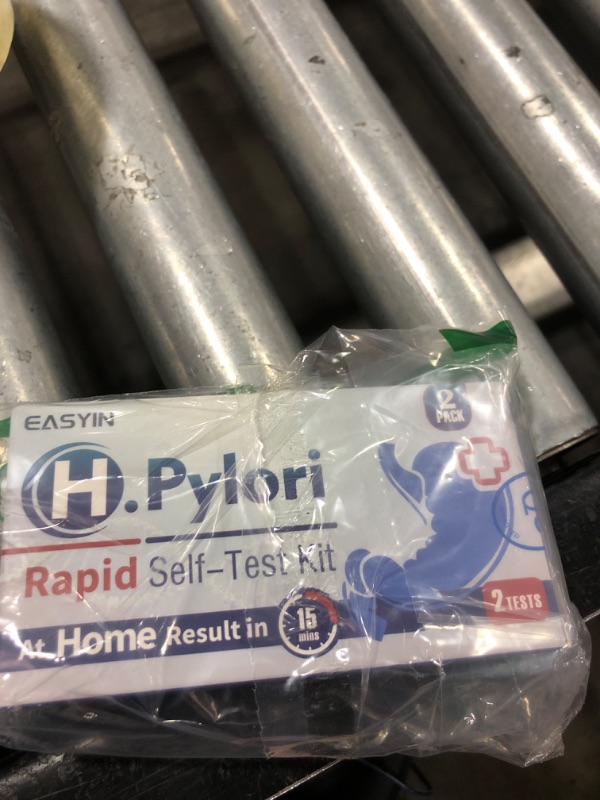 EASYIN
2
PACK
H.Pylori
Rapid Self-Test Kit
At Home Result in 15 mins
2 TESTS